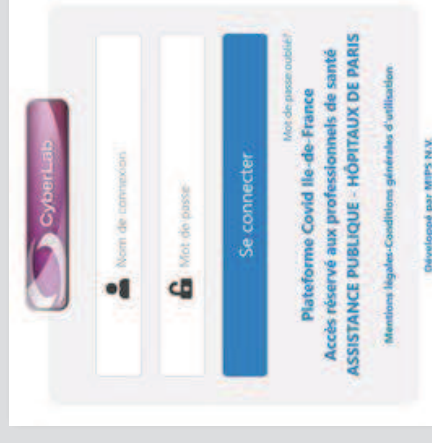 CyberLab
Nom de connexion
Mot de passe
Se connecter
Mot de passe oublié?
Plateforme Covid Ile-de-France
Accès réservé aux professionnels de santé
ASSISTANCE PUBLIQUE - HÔPITAUX DE PARIS
Mentions légales-Conditions générales d'utilisation
Développé par MIPS N.V.